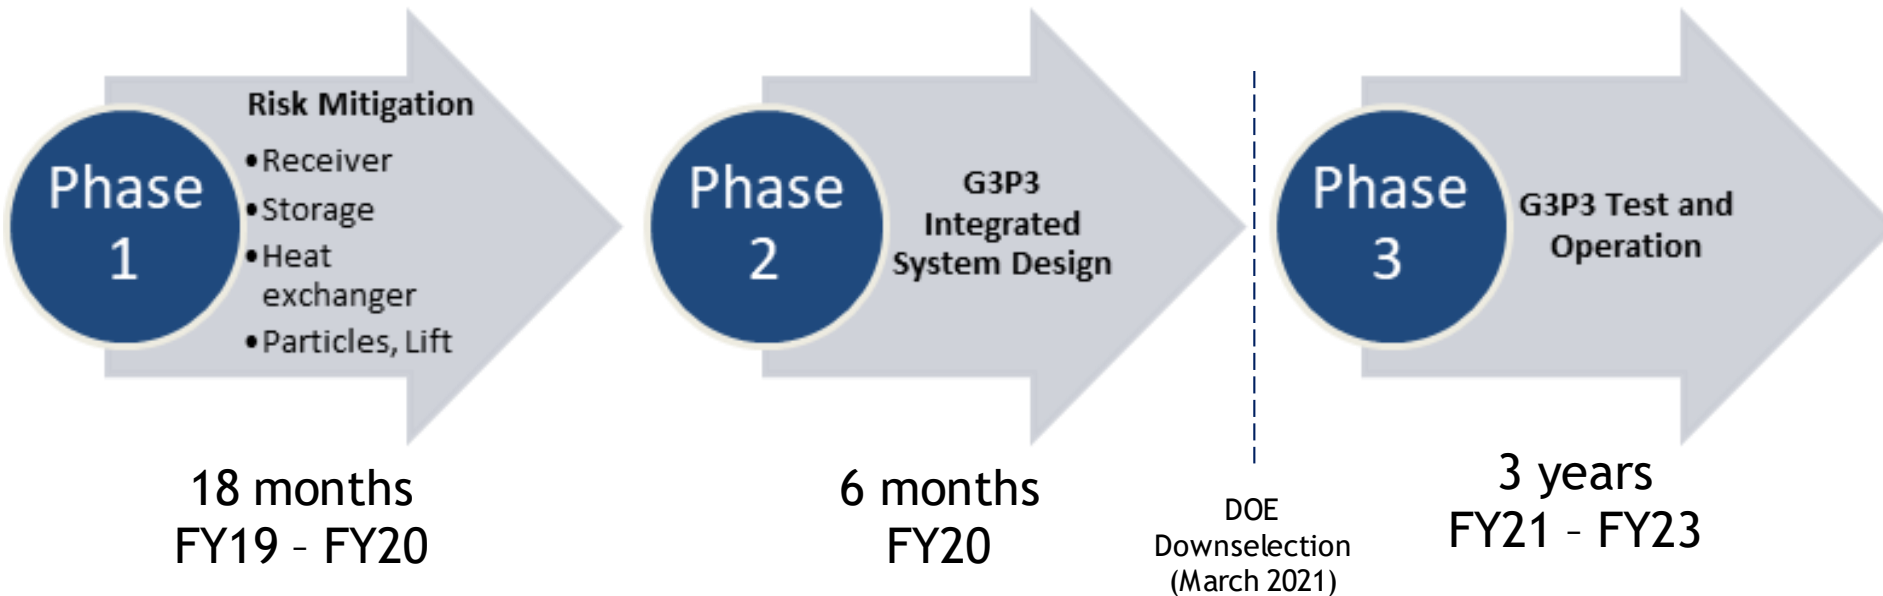 Phase
1
Risk Mitigation
•Receiver
•Storage
•Heat
exchanger
•Particles, Lift
18 months
FY19 – FY20
Phase
2
G3P3
Integrated
System Design
6 months
FY20
DOE
Downselection
(March 2021)
Phase
3
G3P3 Test and
Operation
3 years
FY21 – FY23